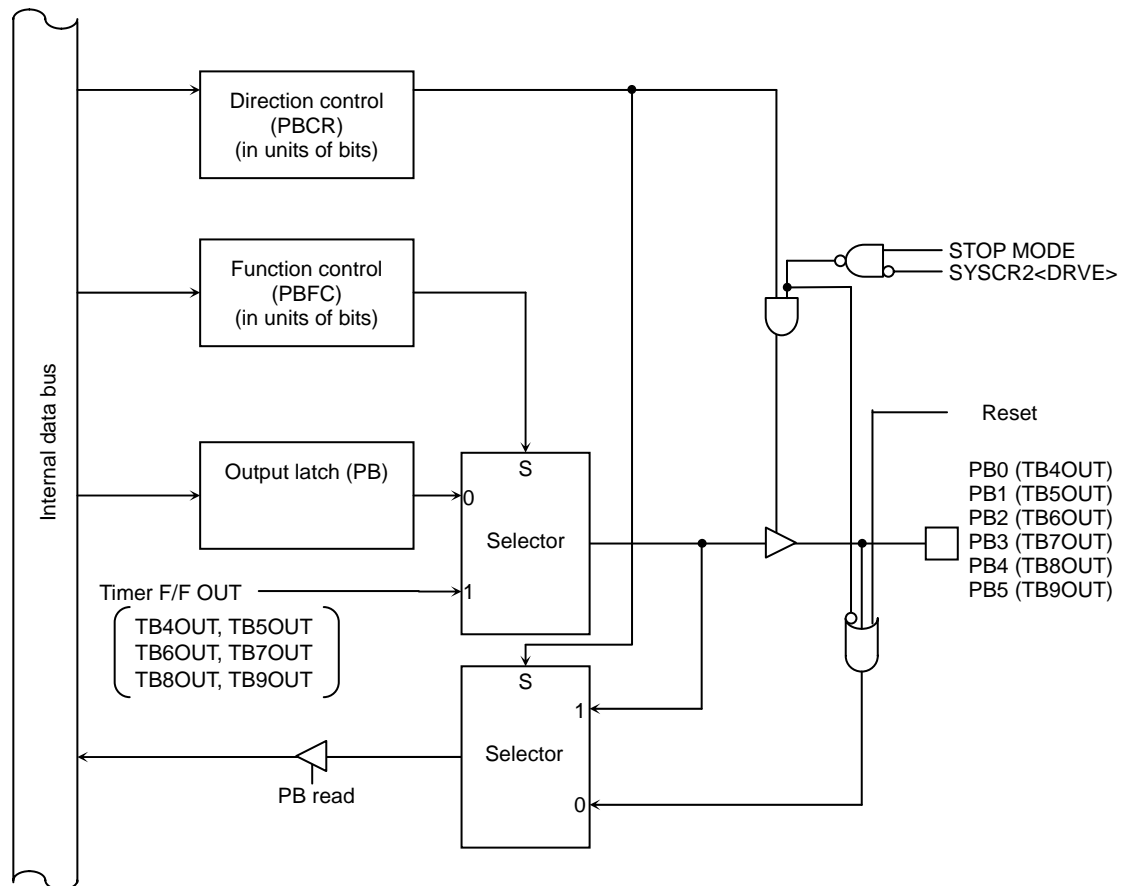 Direction control
(PBCR)
(in units of bits)
STOP MODE
SYSCR2<DRVE>
Function control
(PBFC)
(in units of bits)
Internal data bus
Reset
Output latch (PB)
S
0
Selector
1
PB0 (TB4OUT)
PB1 (TB5OUT)
PB2 (TB6OUT)
PB3 (TB7OUT)
PB4 (TB8OUT)
PB5 (TB9OUT)
Timer F/F OUT
TB4OUT, TB5OUT
TB6OUT, TB7OUT
TB8OUT, TB9OUT
S
1
Selector
0
PB read